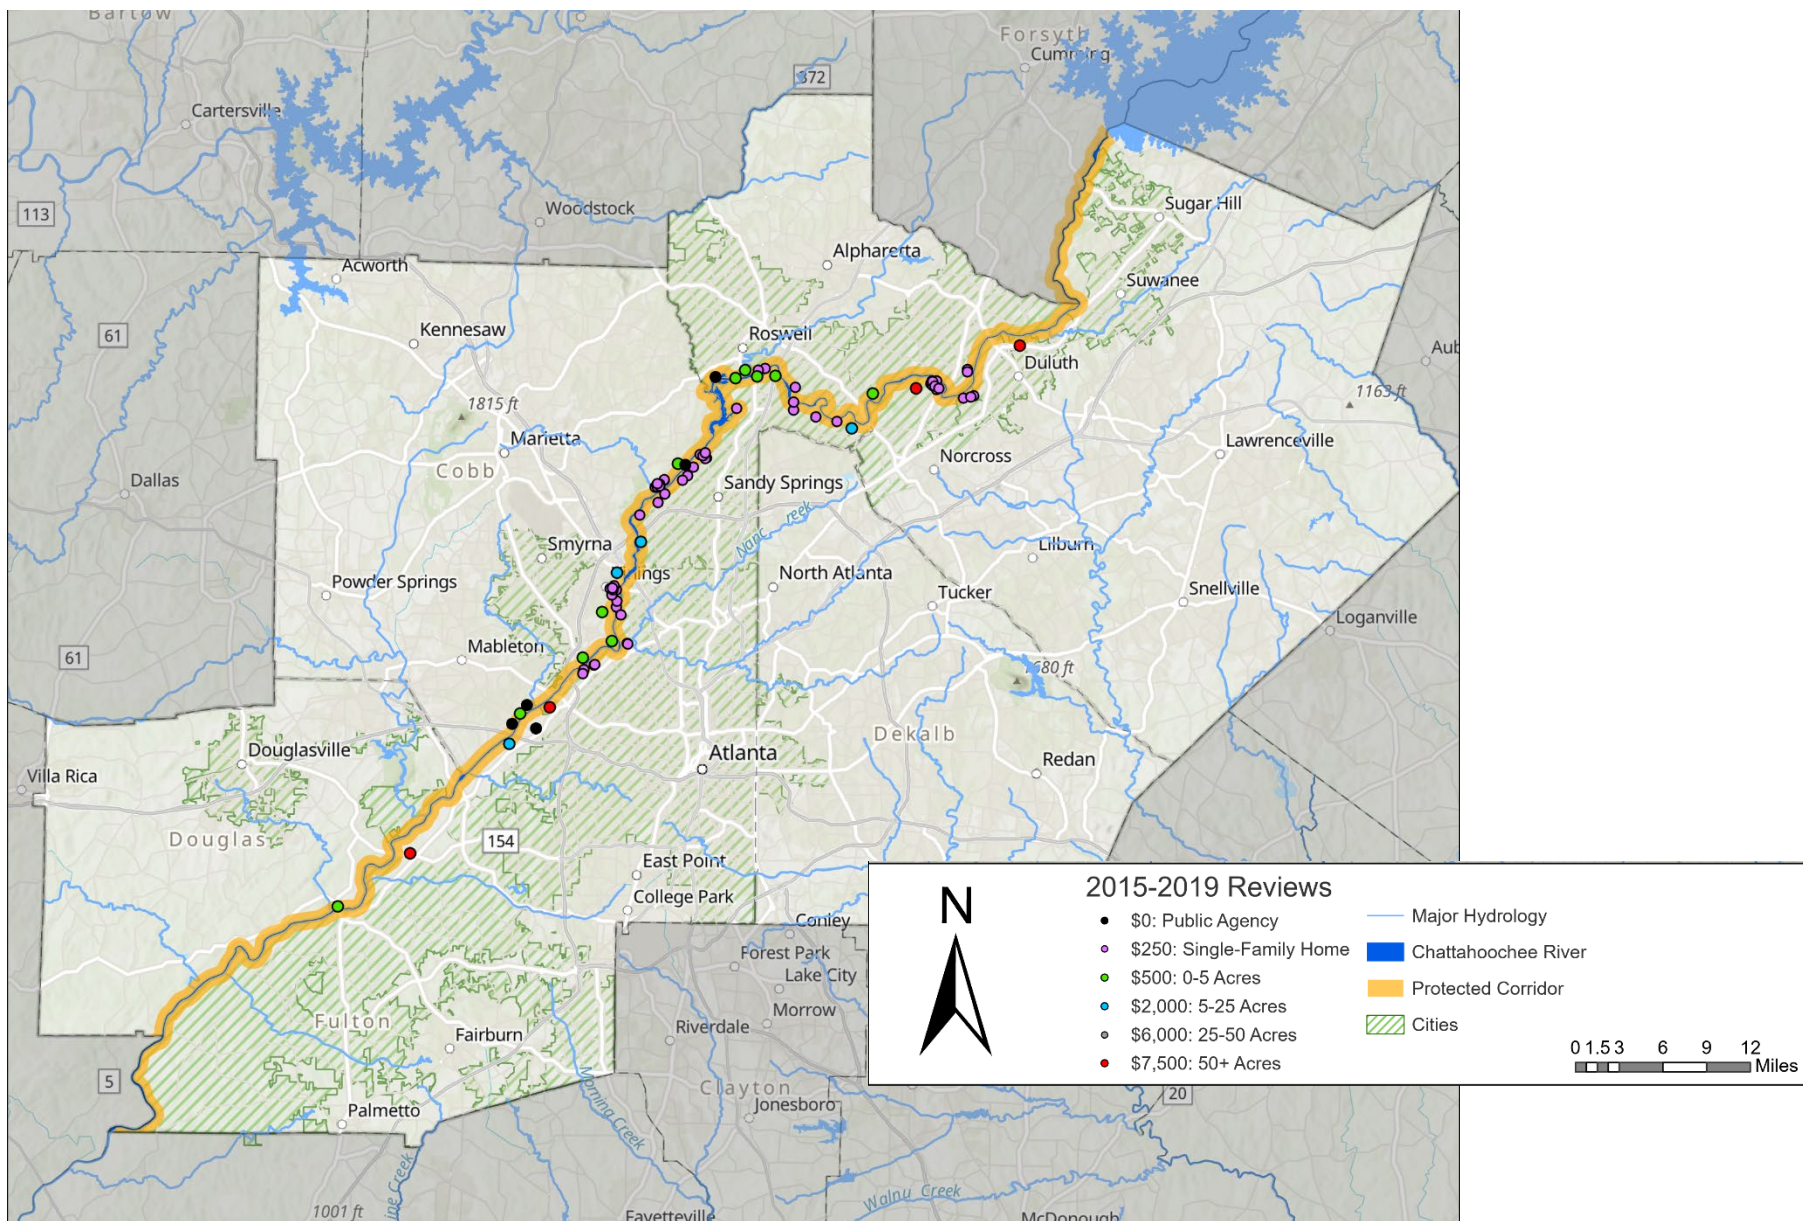 Bartow
Forsyth
Cumming
372
Cartersville
113
Woodstock
Sugar Hill
Alpharetta
Acworth
Suwanee
Kennesaw
61
Roswell
Duluth
1815 ft
1163 ft
Marietta
Lawrenceville
Cobb
Norcross
Dallas
Sandy Springs
Smyrna
Lilburn
North Atlanta
Powder Springs
Tucker
Snellville
Loganville
Mableton
61
Dekalb
Douglasville
Atlanta
Redan
Villa Rica
Douglas
154
East Point
College Park
Conley
Forest Park
Lake City
Morrow
Fulton
Riverdale
Fairburn
5
Clayton
Jonesboro
20
Palmetto
Morning Creek
Walnu Creek
1001 ft
Fayetteville
McDonough
N
2015-2019 Reviews
$0: Public Agency
$250: Single-Family Home
$500: 0-5 Acres
$2,000: 5-25 Acres
$6,000: 25-50 Acres
$7,500: 50+ Acres
Major Hydrology
Chattahoochee River
Protected Corridor
Cities
0 1.5 3 6 9 12
Miles